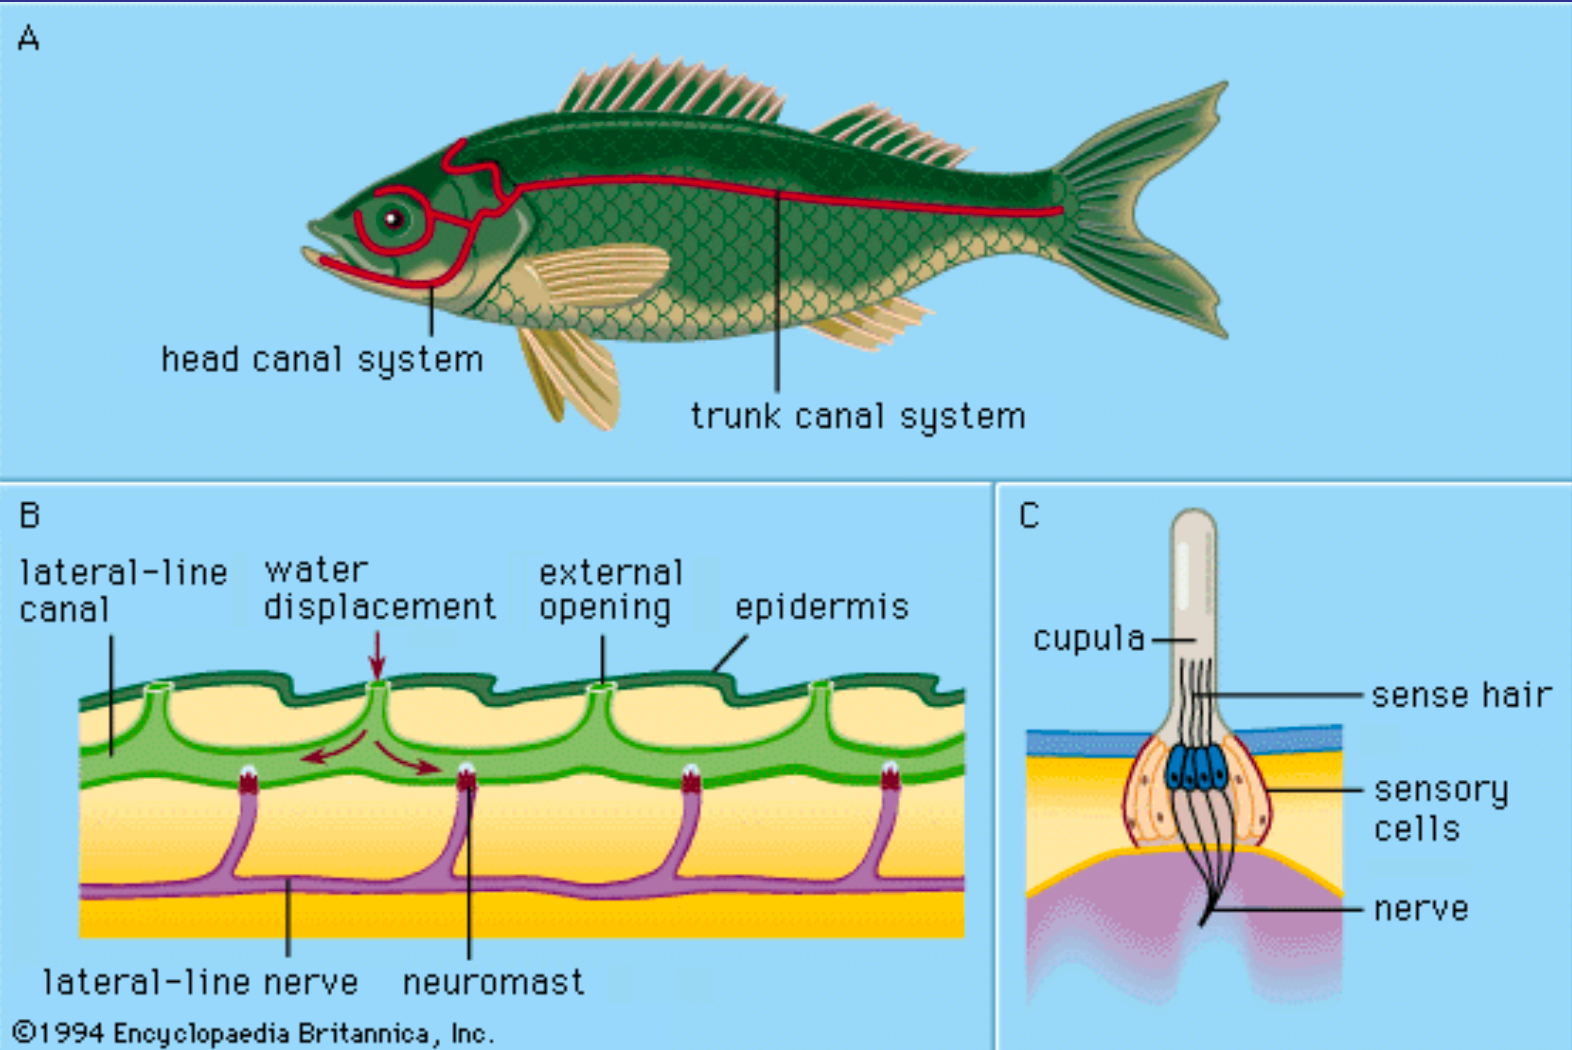 A
head canal system
trunk canal system
B
lateral-line
canal
water
displacement
external
opening
epidermis
lateral-line nerve
neuromast
C
cupula
sense hair
sensory
cells
nerve
©1994 Encyclopaedia Britannica, Inc.